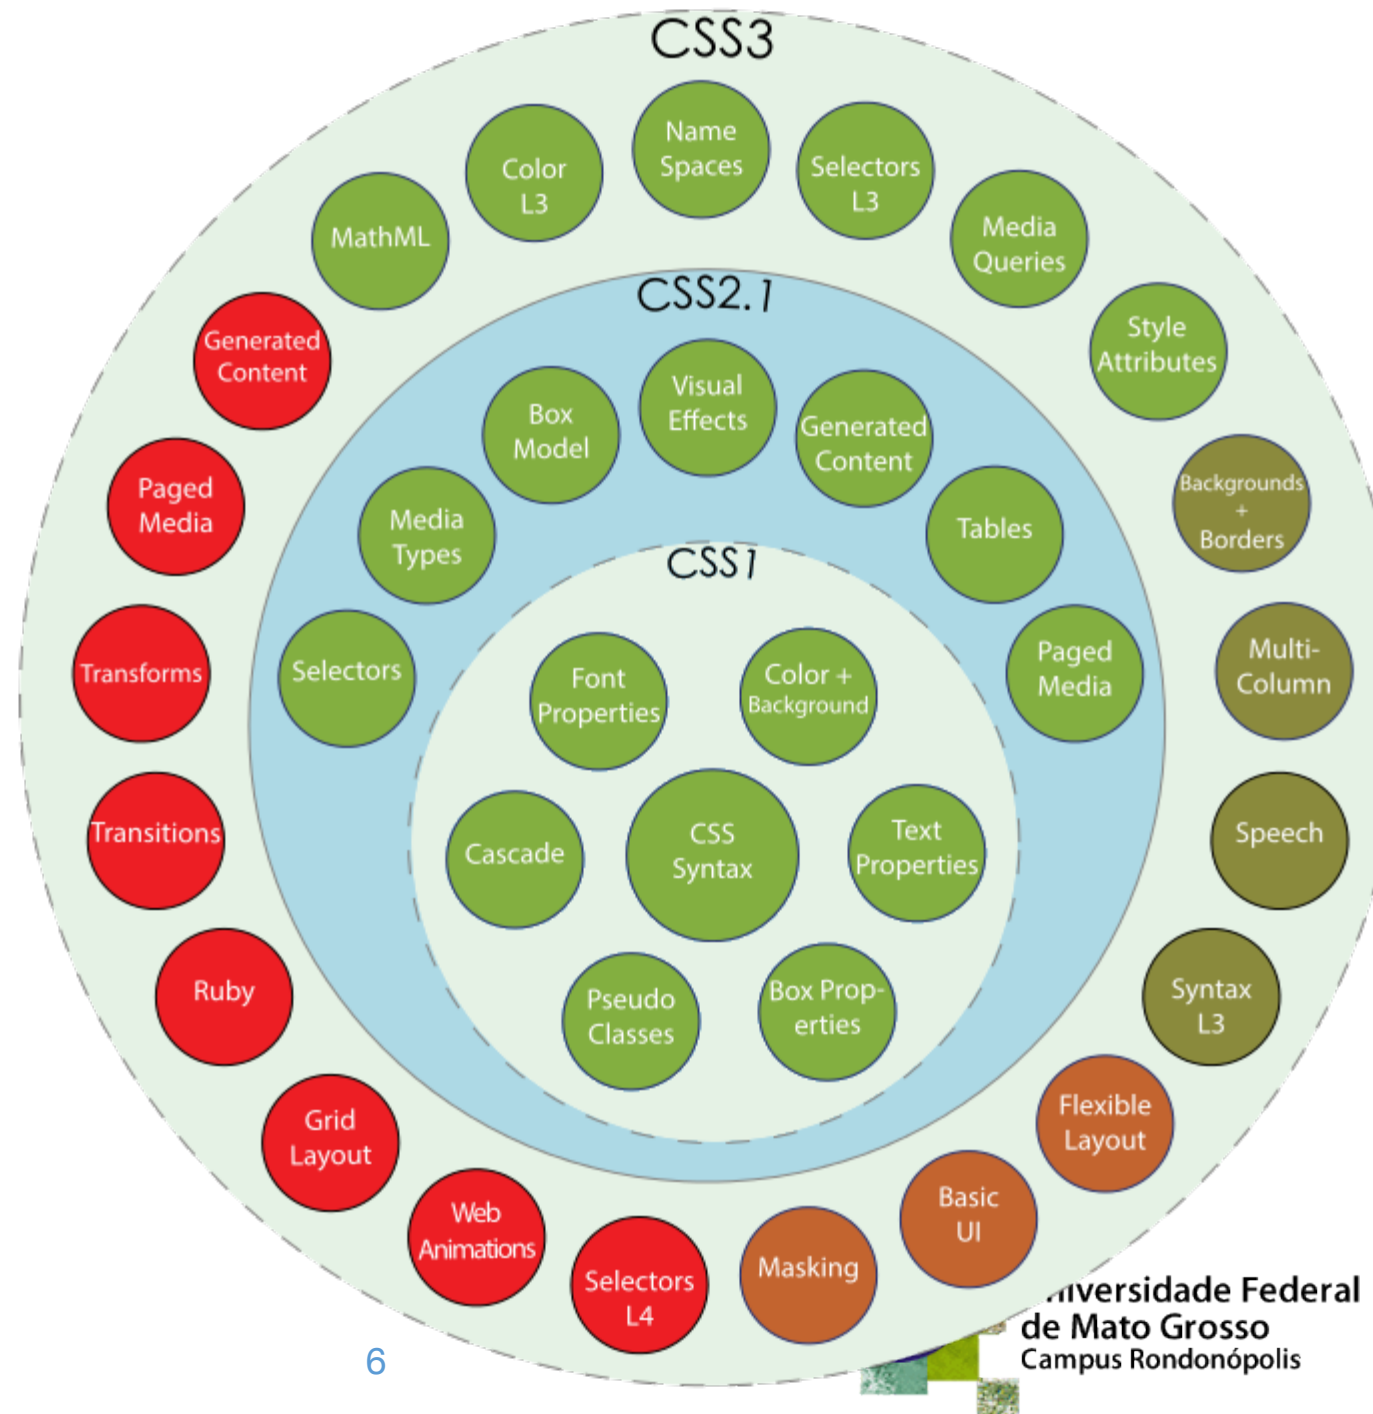 CSS3
Name
Spaces
Color
L3
Selectors
L3
MathML
Media
Queries
Generated
Content
Style
Attributes
Paged
Media
Backgrounds
+
Borders
Transforms
Multi-
Column
Transitions
Speech
Ruby
Syntax
L3
Grid
Layout
Flexible
Layout
Web
Animations
Basic
UI
Selectors
L4
Masking
CSS2.1
Visual
Effects
Box
Model
Generated
Content
Media
Types
Tables
Selectors
Paged
Media
CSS1
Font
Properties
Color +
Background
Cascade
CSS
Syntax
Text
Properties
Pseudo
Classes
Box Prop-
erties
6
Federal
de Mato Grosso
Campus Rondonópolis